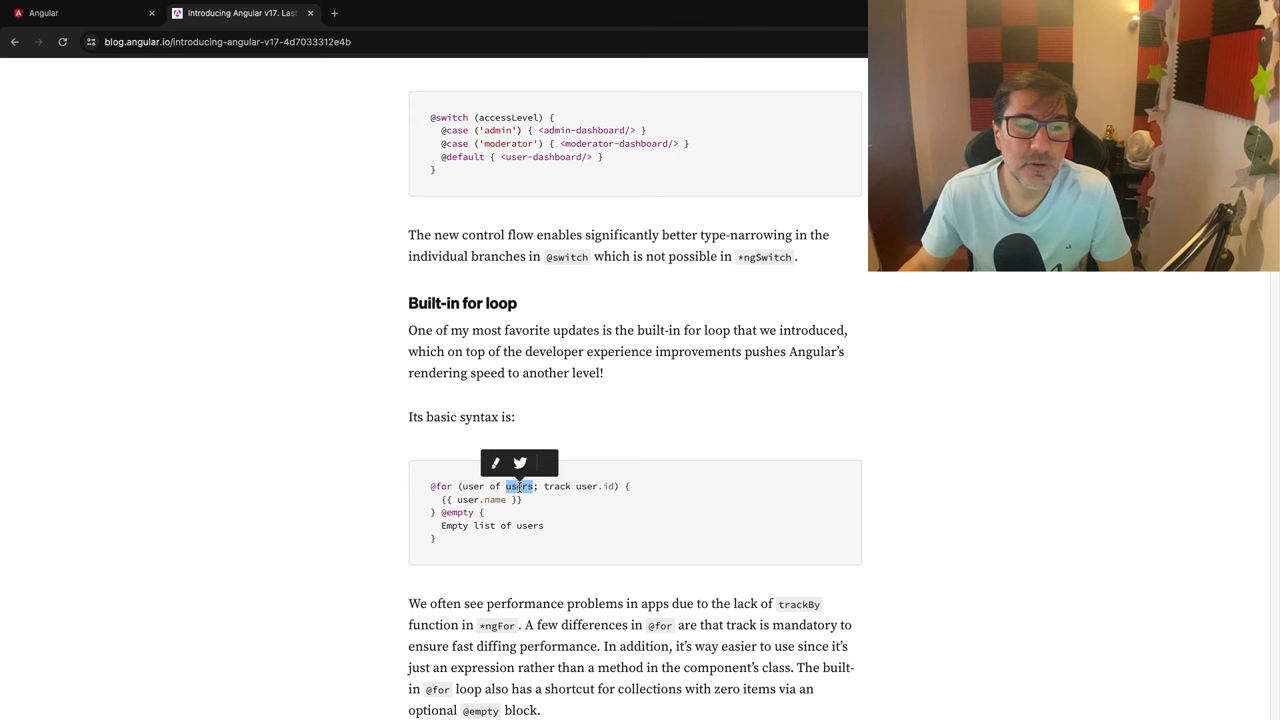 Angular
Introducing Angular v17. Last
blog.angular.io/introducing-angular-v17-4d7033312e4b
@switch (accessLevel) {
@case ('admin') { <admin-dashboard/> }
@case ('moderator') { <moderator-dashboard/> }
@default { <user-dashboard/> }
}
The new control flow enables significantly better type-narrowing in the
individual branches in @switch which is not possible in *ngSwitch.
Built-in for loop
One of my most favorite updates is the built-in for loop that we introduced,
which on top of the developer experience improvements pushes Angular's
rendering speed to another level!
Its basic syntax is:
@for (user of users; track user.id) {
{{ user.name }}
} @empty {
Empty list of users
}
We often see performance problems in apps due to the lack of trackBy
function in *ngFor. A few differences in @for are that track is mandatory to
ensure fast diffing performance. In addition, it's way easier to use since it's
just an expression rather than a method in the component's class. The built-
in @for loop also has a shortcut for collections with zero items via an
optional @empty block.